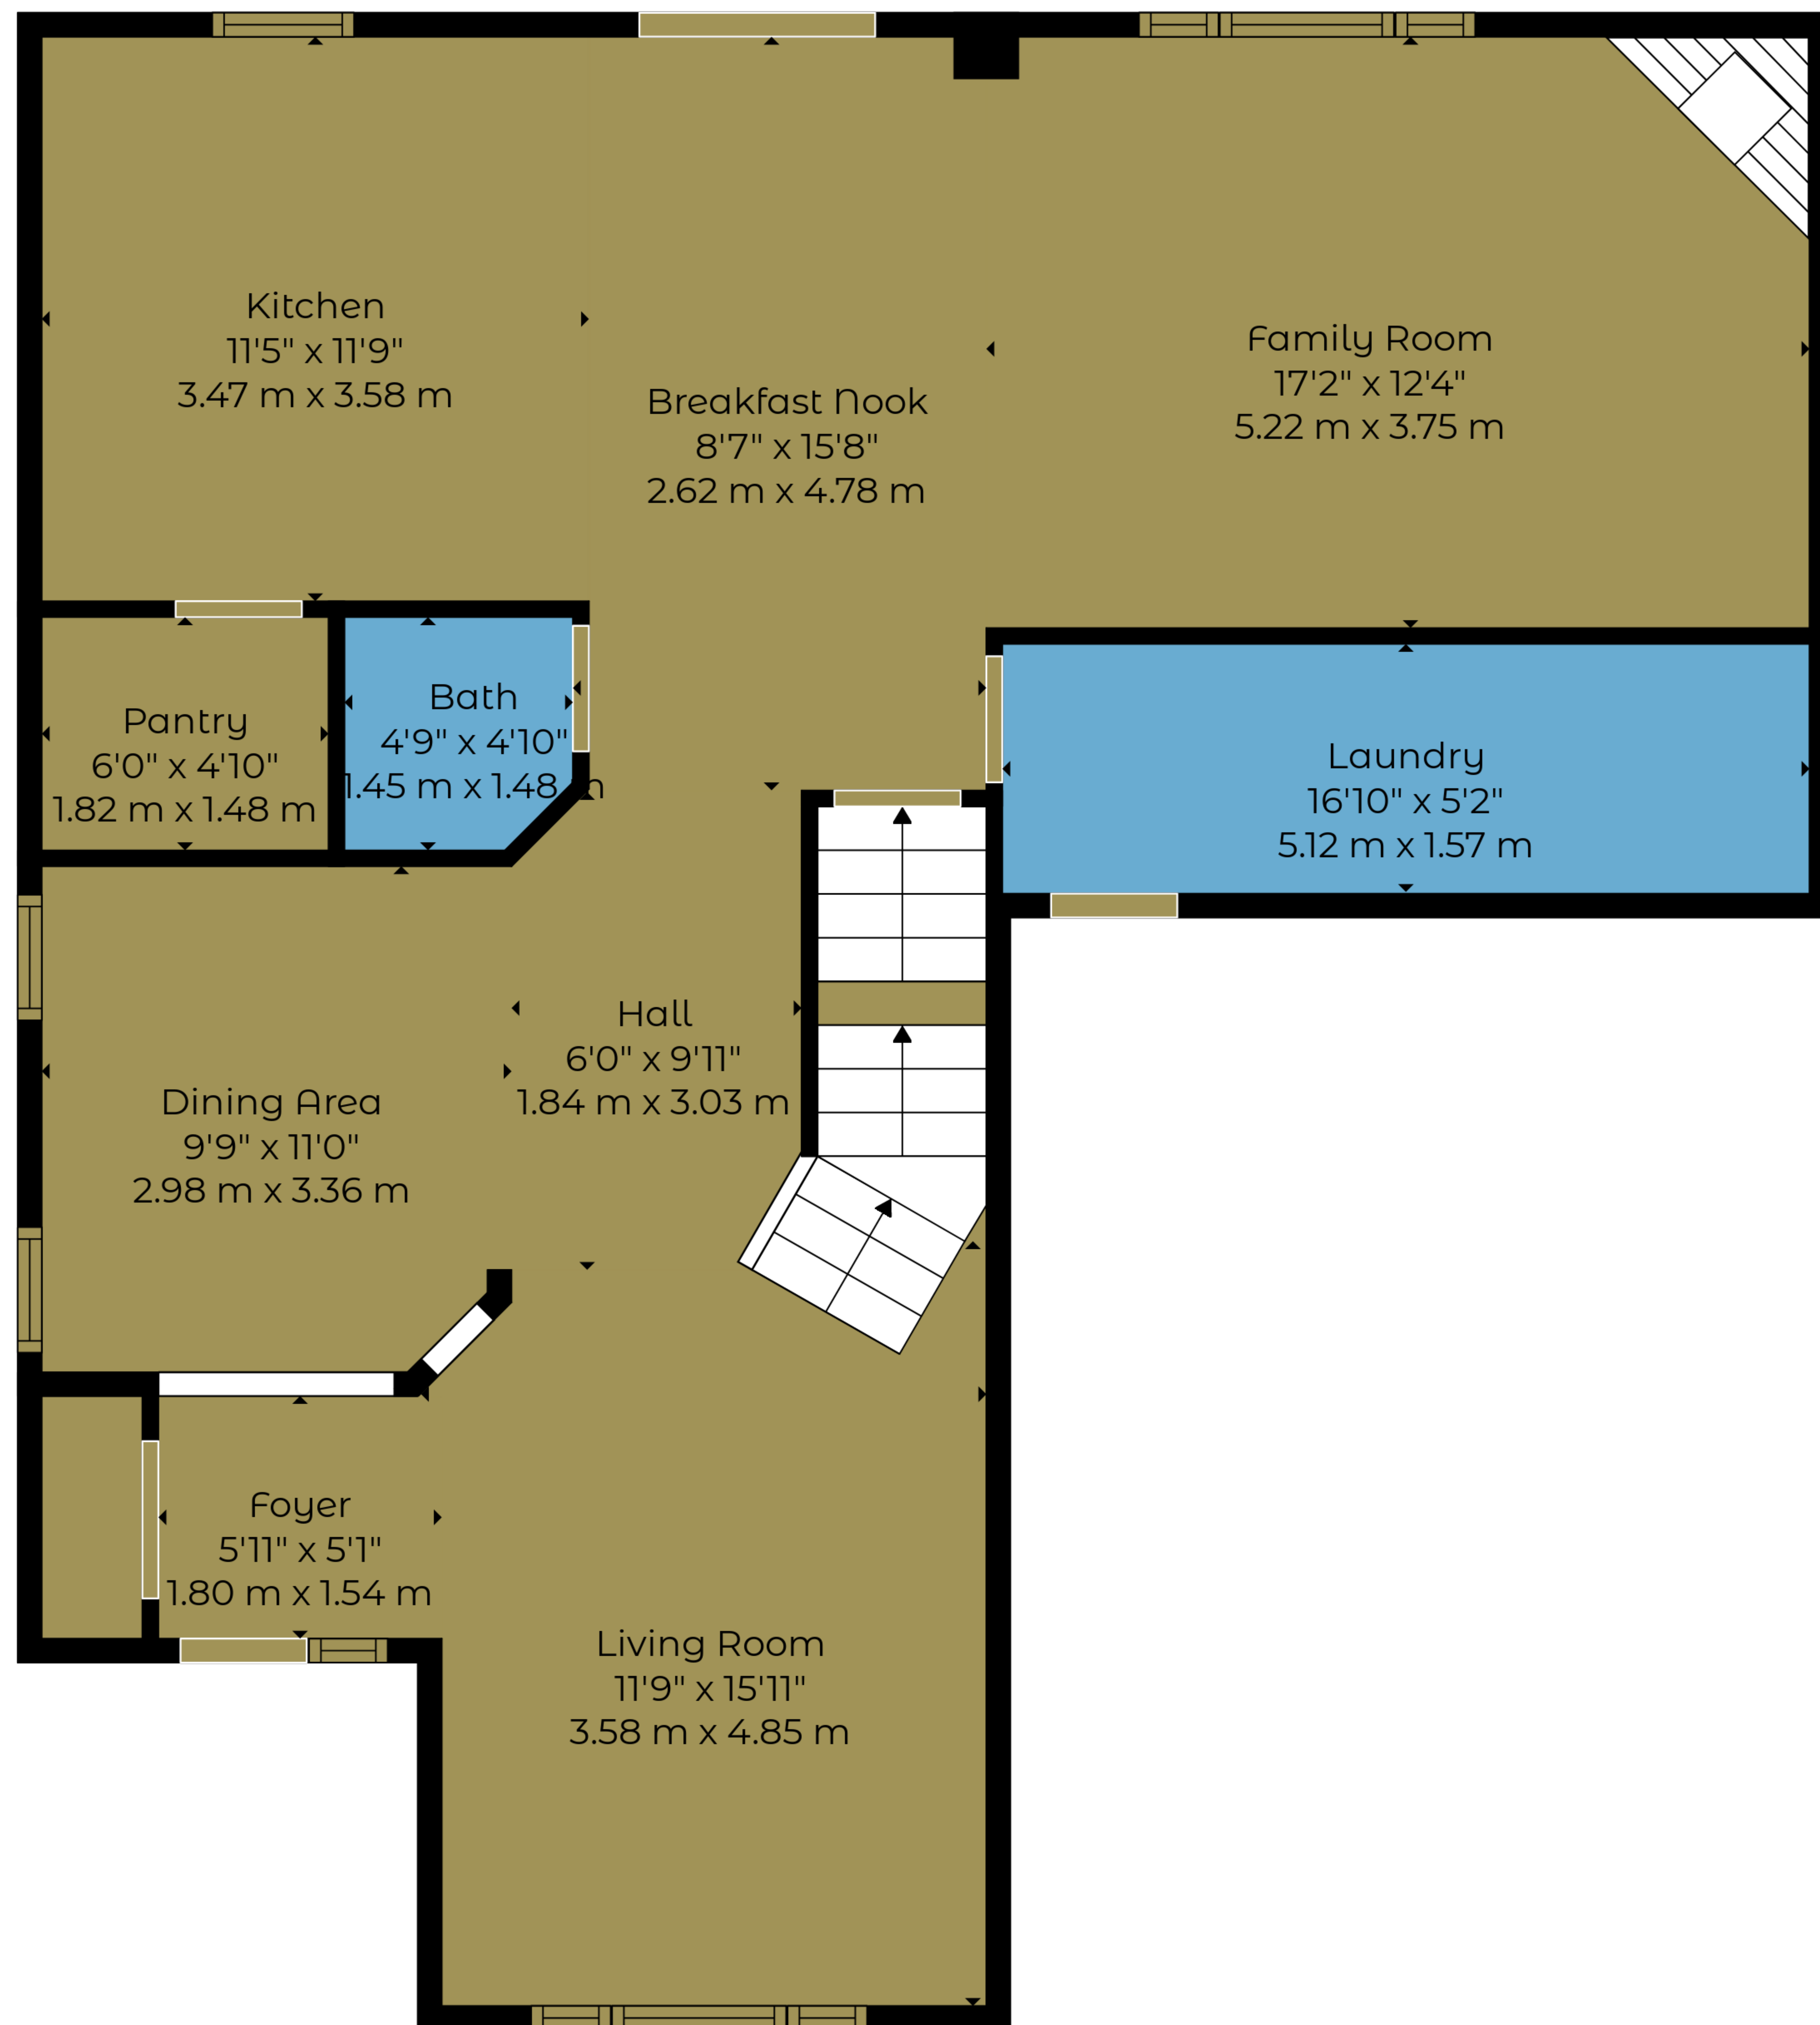 Kitchen
11'5" x 11'9"
3.47 m x 3.58 m
Family Room
17'2" x 12'4"
5.22 m x 3.75 m
Breakfast Nook
8'7" x 15'8"
2.62 m x 4.78 m
Bath
4'9" x 4'10"
1.45 m x 1.48 m
Pantry
6'0" x 4'10"
1.82 m x 1.48 m
Laundry
16'10" x 5'2"
5.12 m x 1.57 m
Hall
6'0" x 9'11"
1.84 m x 3.03 m
Dining Area
9'9" x 11'0"
2.98 m x 3.36 m
Foyer
5'11" x 5'1"
1.80 m x 1.54 m
Living Room
11'9" x 15'11"
3.58 m x 4.85 m